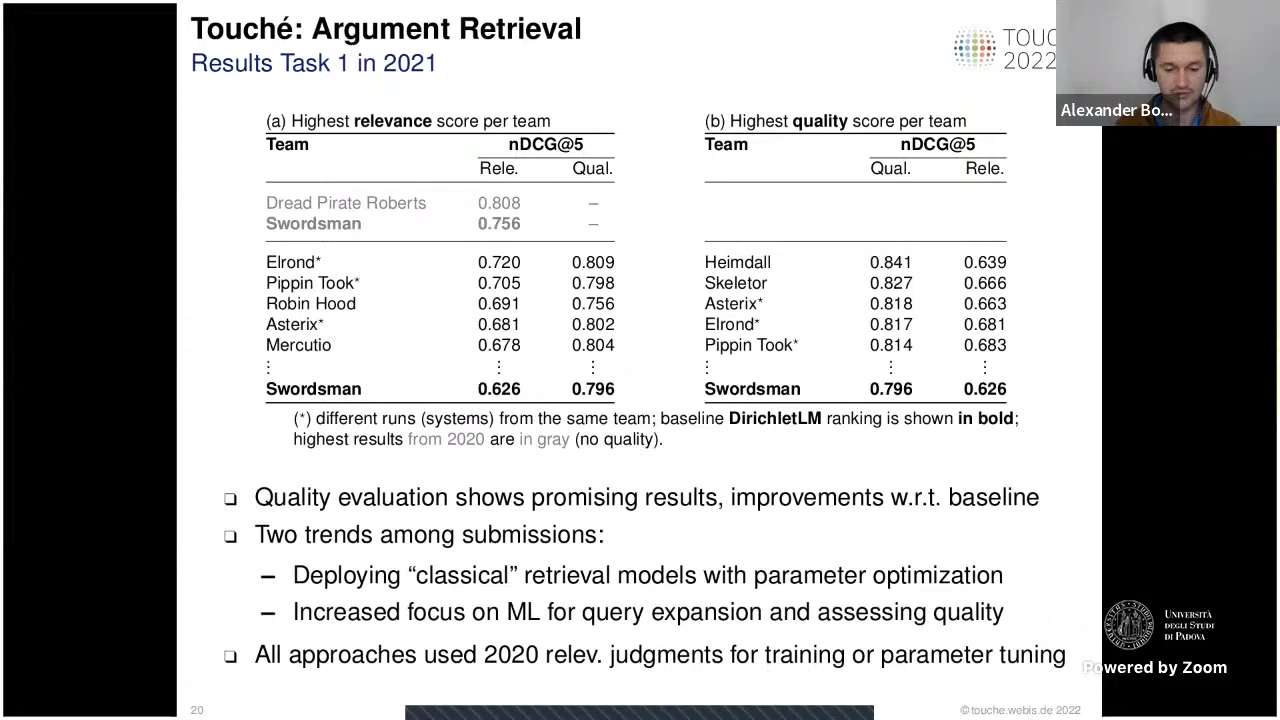 Touché: Argument Retrieval
Results Task 1 in 2021
TOUC
2022
Alexander Bo...
(a) Highest relevance score per team
Team nDCG@5
Rele. Qual.
Dread Pirate Roberts 0.808 –
Swordsman 0.756 –
Elrond* 0.720 0.809
Pippin Took* 0.705 0.798
Robin Hood 0.691 0.756
Asterix* 0.681 0.802
Mercutio 0.678 0.804
⋮ ⋮ ⋮
Swordsman 0.626 0.796
(b) Highest quality score per team
Team nDCG@5
Qual. Rele.
Heimdall 0.841 0.639
Skeletor 0.827 0.666
Asterix* 0.818 0.663
Elrond* 0.817 0.681
Pippin Took* 0.814 0.683
⋮ ⋮ ⋮
Swordsman 0.796 0.626
(*) different runs (systems) from the same team; baseline DirichletLM ranking is shown in bold;
highest results from 2020 are in gray (no quality).
❑ Quality evaluation shows promising results, improvements w.r.t. baseline
❑ Two trends among submissions:
– Deploying “classical” retrieval models with parameter optimization
– Increased focus on ML for query expansion and assessing quality
❑ All approaches used 2020 relev. judgments for training or parameter tuning
UNIVERSITÀ
DEGLI STUDI
DI PADOVA
Powered by Zoom
20
©touche.webis.de 2022